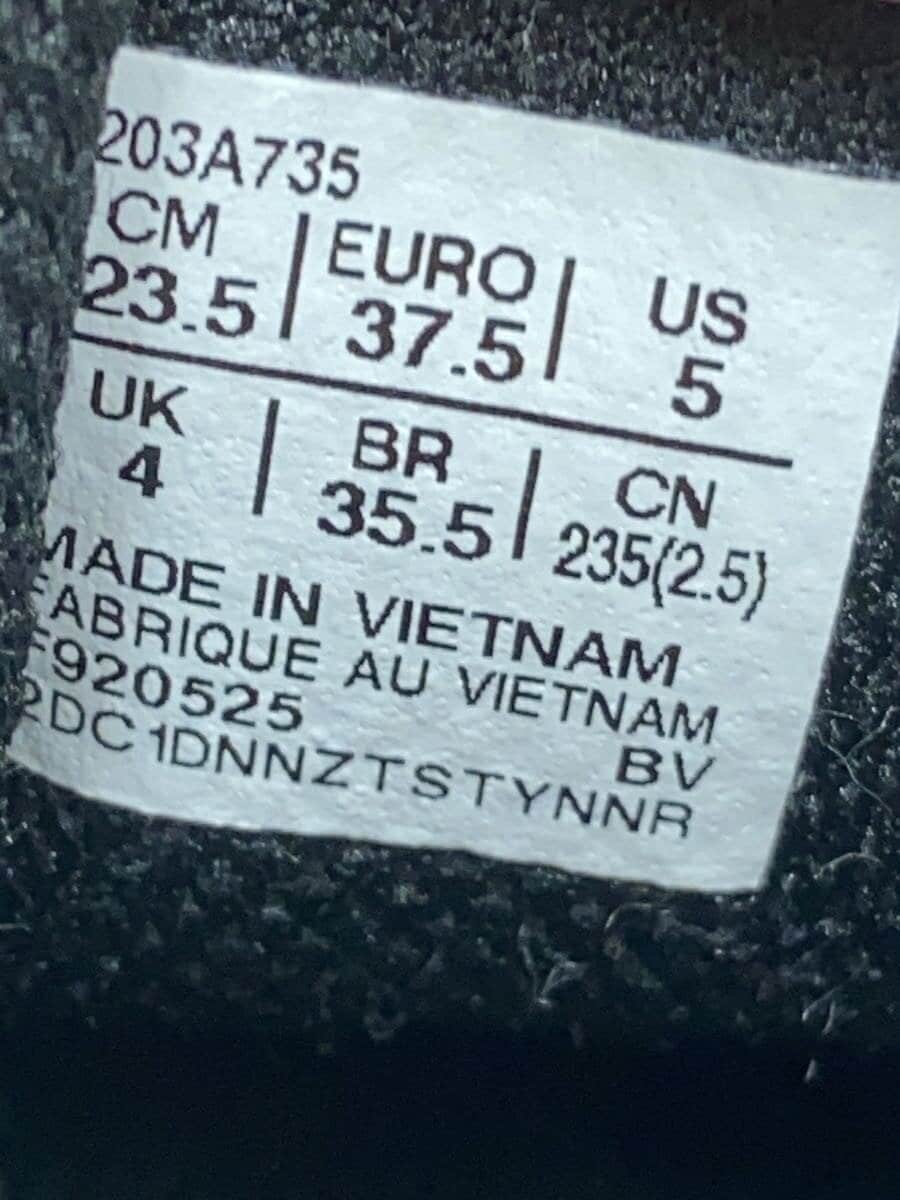 203A735
CM | EURO | US
23.5 | 37.5 | 5
UK | BR | CN
4 | 35.5 | 235(2.5)
MADE IN VIETNAM
FABRIQUE AU VIETNAM
F920525 BV
2DC1DNNZTSTYNNR